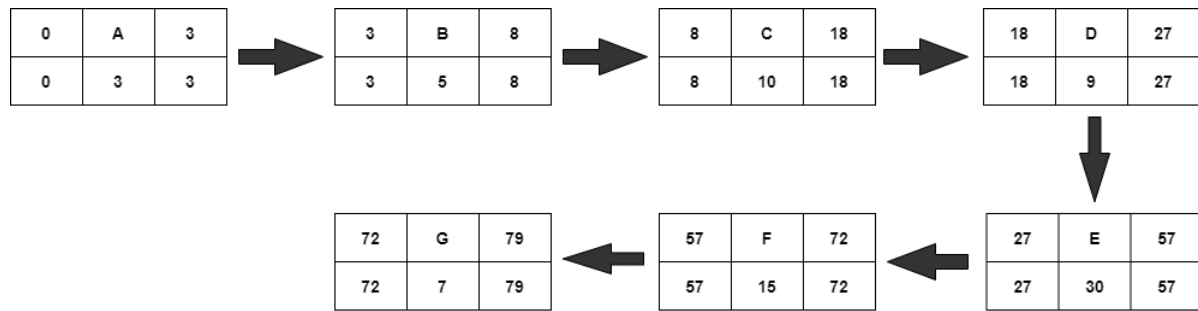 0 A 3
0 3 3
3 B 8
3 5 8
8 C 18
8 10 18
18 D 27
18 9 27
27 E 57
27 30 57
57 F 72
57 15 72
72 G 79
72 7 79